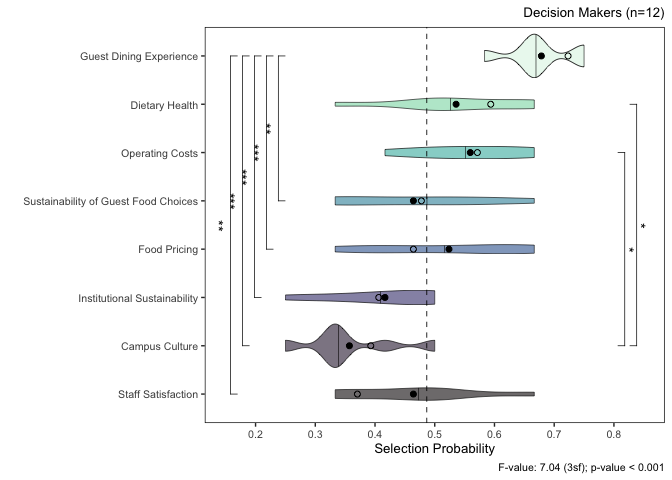 Decision Makers (n=12)
Guest Dining Experience
Dietary Health
Operating Costs
Sustainability of Guest Food Choices
Food Pricing
Institutional Sustainability
Campus Culture
Staff Satisfaction
**
***
***
***
**
*
*
0.2 0.3 0.4 0.5 0.6 0.7 0.8
Selection Probability
F-value: 7.04 (3sf); p-value < 0.001